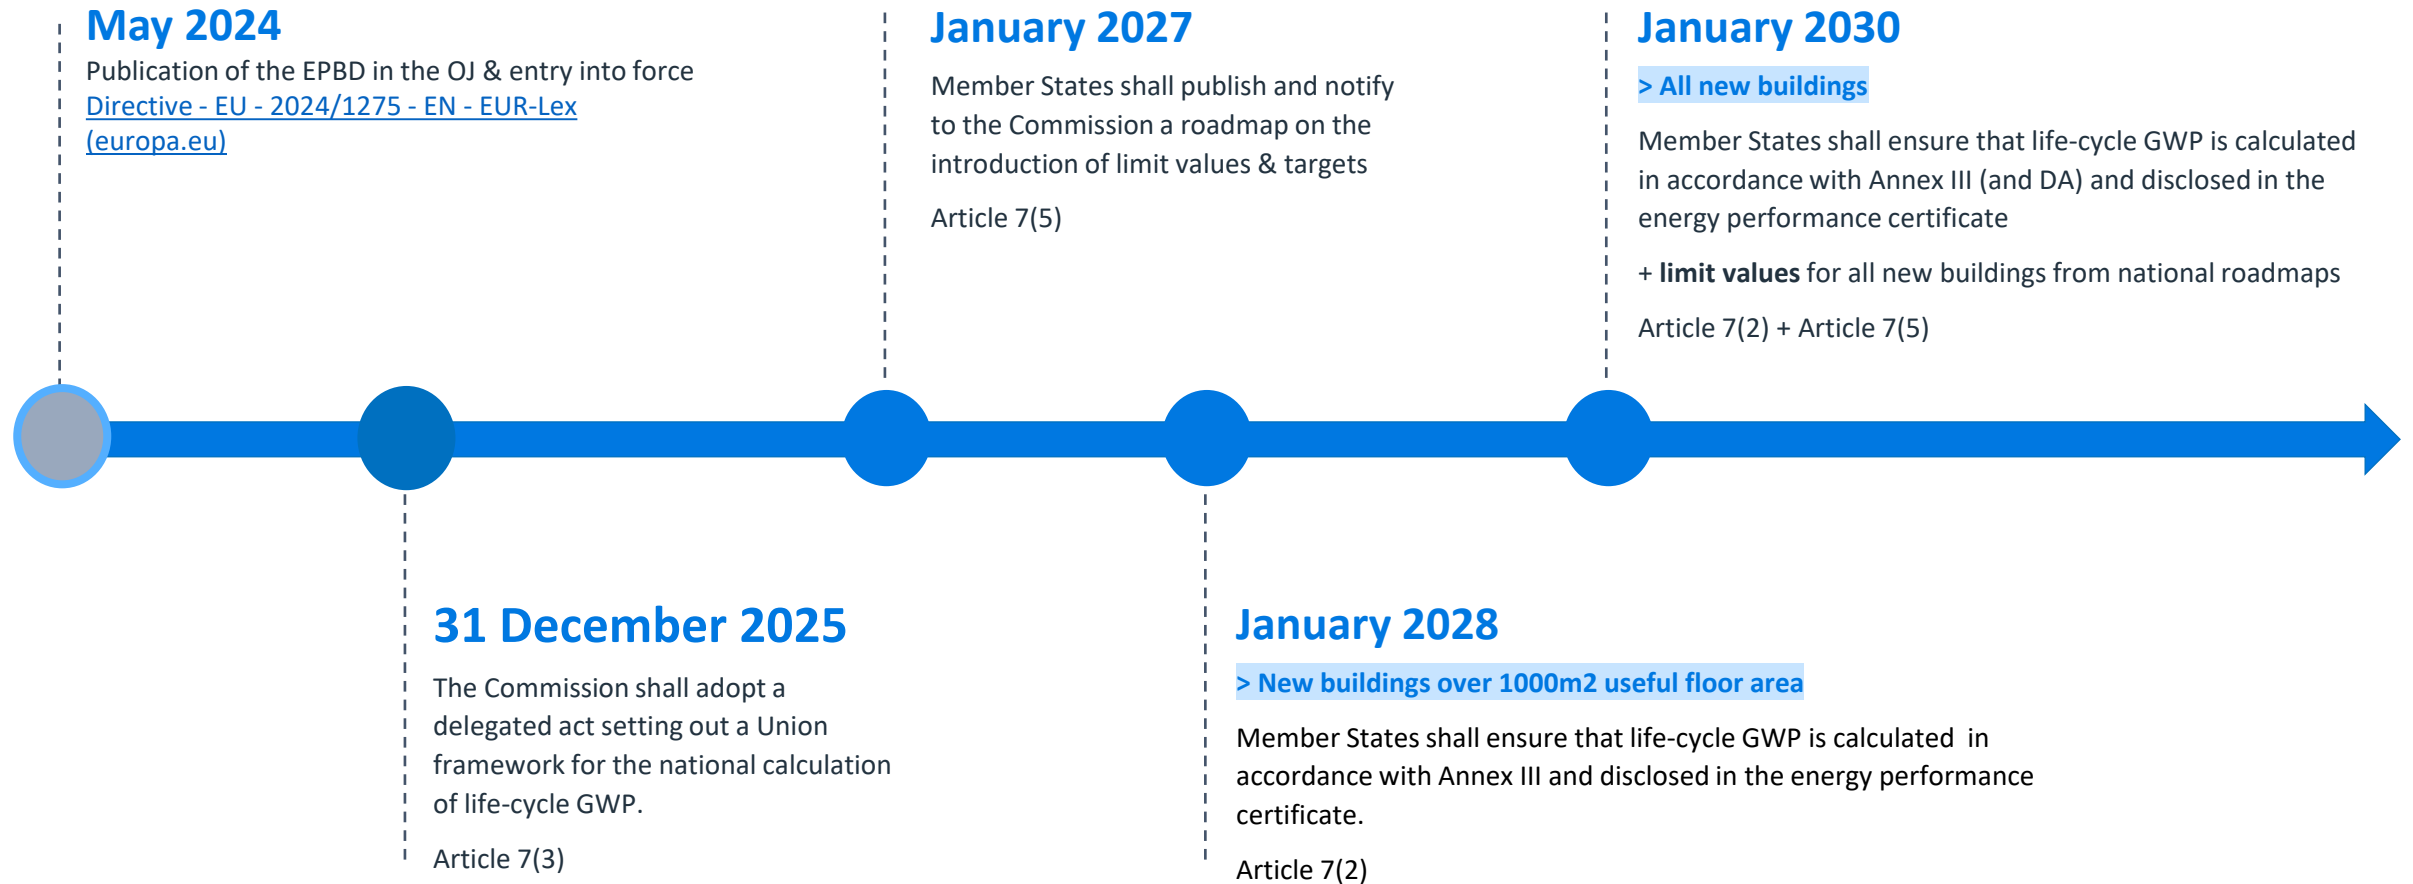 May 2024
Publication of the EPBD in the OJ & entry into force
Directive - EU - 2024/1275 - EN - EUR-Lex
(europa.eu)
31 December 2025
The Commission shall adopt a
delegated act setting out a Union
framework for the national calculation
of life-cycle GWP.
Article 7(3)
January 2027
Member States shall publish and notify
to the Commission a roadmap on the
introduction of limit values & targets
Article 7(5)
January 2028
> New buildings over 1000m2 useful floor area
Member States shall ensure that life-cycle GWP is calculated in
accordance with Annex III and disclosed in the energy performance
certificate.
Article 7(2)
January 2030
> All new buildings
Member States shall ensure that life-cycle GWP is calculated
in accordance with Annex III (and DA) and disclosed in the
energy performance certificate
+ limit values for all new buildings from national roadmaps
Article 7(2) + Article 7(5)